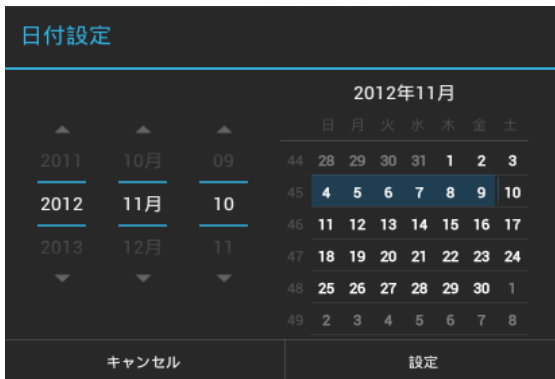 日付設定
2012年11月
日 月 火 水 木 金 土
2011 10月 09
2012 11月 10
2013 12月 11
44 28 29 30 31 1 2 3
45 4 5 6 7 8 9 10
46 11 12 13 14 15 16 17
47 18 19 20 21 22 23 24
48 25 26 27 28 29 30 1
49 2 3 4 5 6 7 8
キャンセル 設定